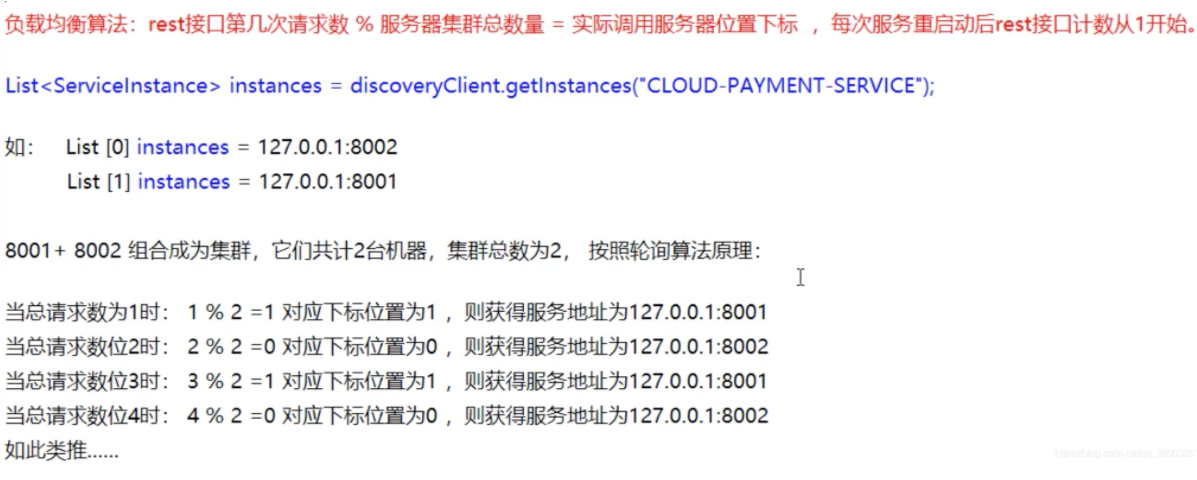 负载均衡算法：rest接口第几次请求数 % 服务器集群总数量 = 实际调用服务器位置下标 ，每次服务重启动后rest接口计数从1开始。
List<ServiceInstance> instances = discoveryClient.getInstances("CLOUD-PAYMENT-SERVICE");
如： List [0] instances = 127.0.0.1:8002
List [1] instances = 127.0.0.1:8001
8001+ 8002 组合成为集群，它们共计2台机器，集群总数为2， 按照轮询算法原理：
当总请求数为1时： 1 % 2 =1 对应下标位置为1 ，则获得服务地址为127.0.0.1:8001
当总请求数位2时： 2 % 2 =0 对应下标位置为0 ，则获得服务地址为127.0.0.1:8002
当总请求数位3时： 3 % 2 =1 对应下标位置为1 ，则获得服务地址为127.0.0.1:8001
当总请求数位4时： 4 % 2 =0 对应下标位置为0 ，则获得服务地址为127.0.0.1:8002
如此类推......